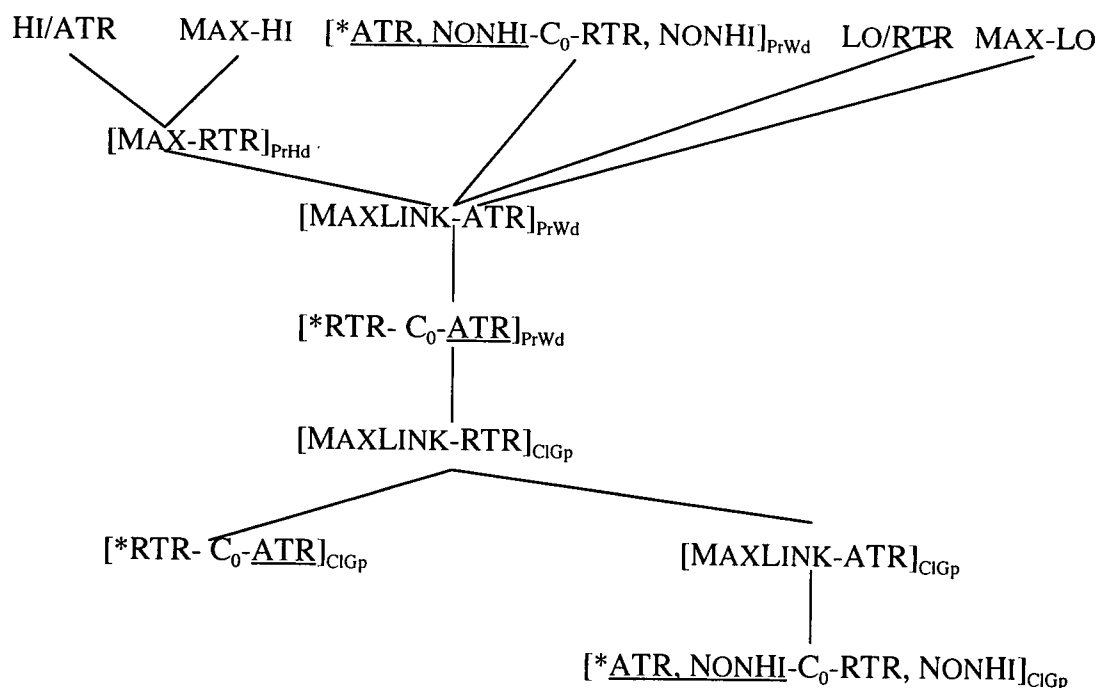 HI/ATR MAX-HI [*ATR, NONHI-C₀-RTR, NONHI]PrWd LO/RTR MAX-LO
[MAX-RTR]PrHd
[MAXLINK-ATR]PrWd
[*RTR- C₀-ATR]PrWd
[MAXLINK-RTR]ClGp
[*RTR- C₀-ATR]ClGp [MAXLINK-ATR]ClGp
[*ATR, NONHI-C₀-RTR, NONHI]ClGp